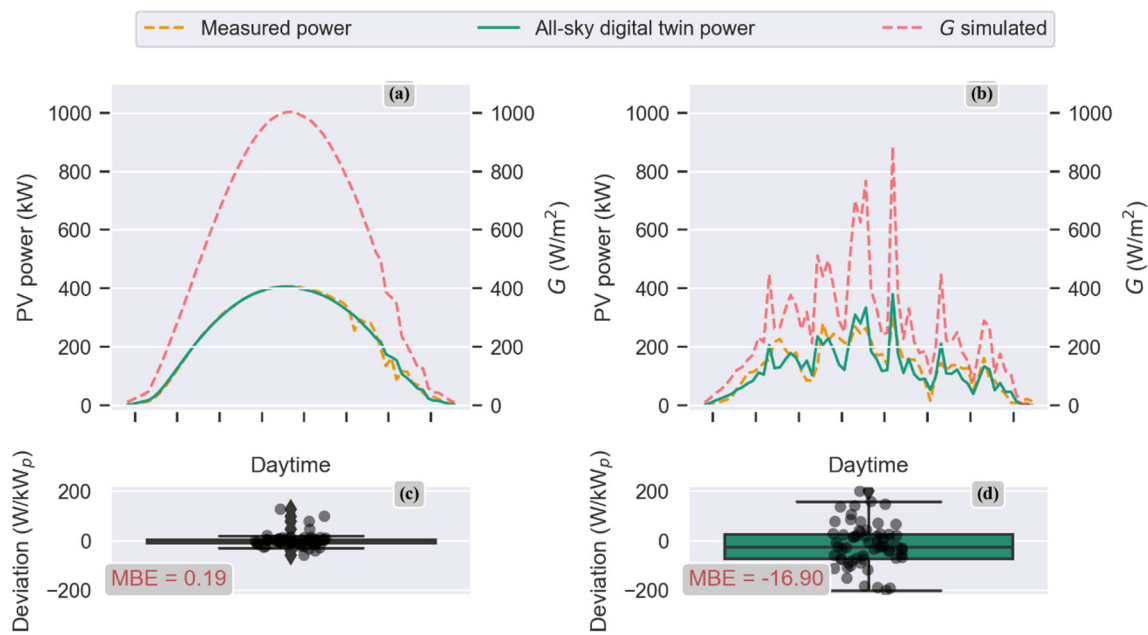 Measured power All-sky digital twin power G simulated
(a) (b)
1000 1000 1000 1000
800 800 800 800
600 600 600 600
400 400 400 400
200 200 200 200
0 0 0 0
PV power (kW) G (W/m²) PV power (kW) G (W/m²)
Daytime Daytime
(c) (d)
200 200
0 0
−200 −200
Deviation (W/kWₚ) Deviation (W/kWₚ)
MBE = 0.19 MBE = -16.90